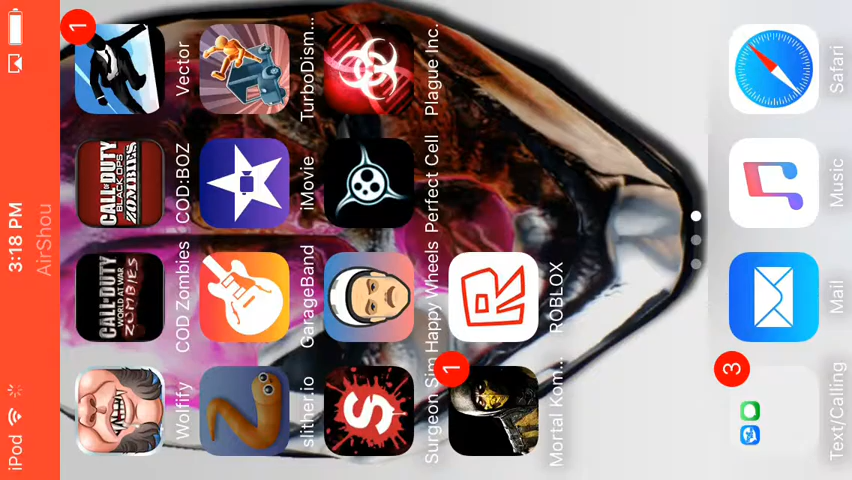 iPod 3:18 PM
AirShou
1
CALL OF DUTY
WORLD AT WAR
ZOMBIES
CALL OF DUTY
BLACK OPS
ZOMBIES
Wolfify COD Zombies COD:BOZ Vector
slither.io GarageBand iMovie TurboDism...
S
Surgeon Sim Happy Wheels Perfect Cell Plague Inc.
1
R
Mortal Kom... ROBLOX
3
Text/Calling Mail Music Safari